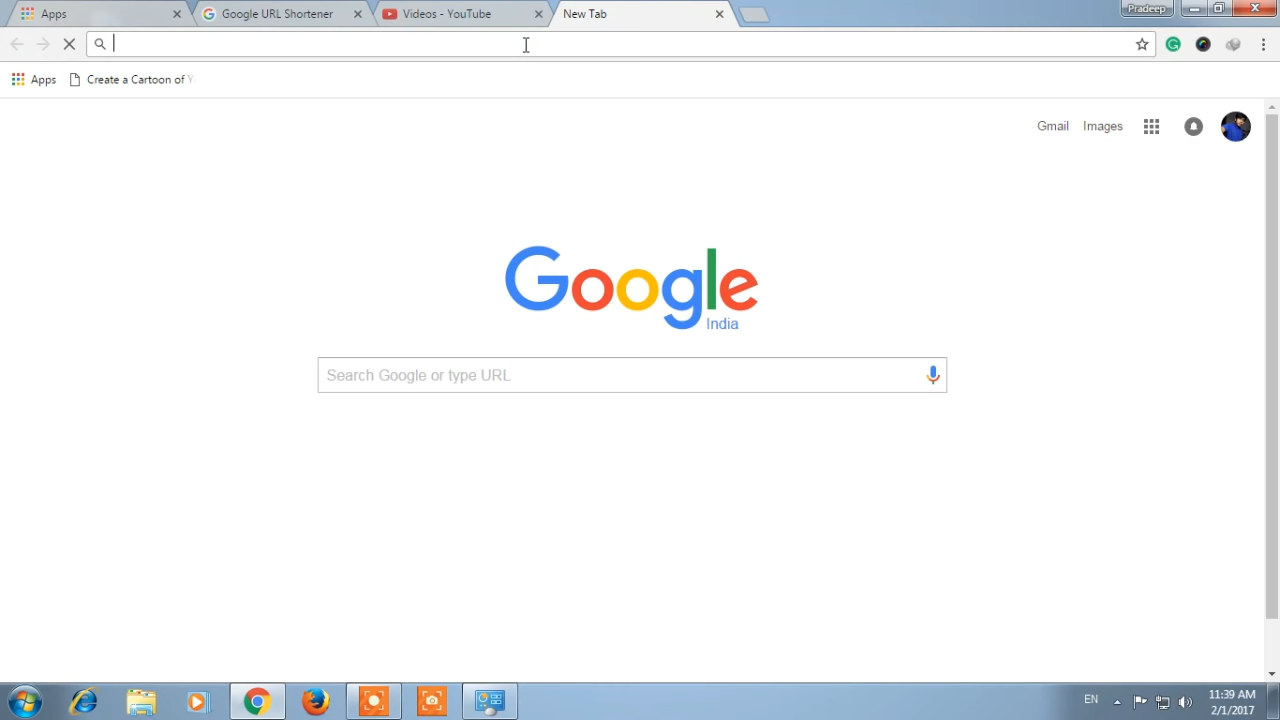 Apps
Google URL Shortener
Videos - YouTube
New Tab
Pradeep
Apps
Create a Cartoon of Y
Gmail
Images
Google
India
Search Google or type URL
EN
11:39 AM
2/1/2017